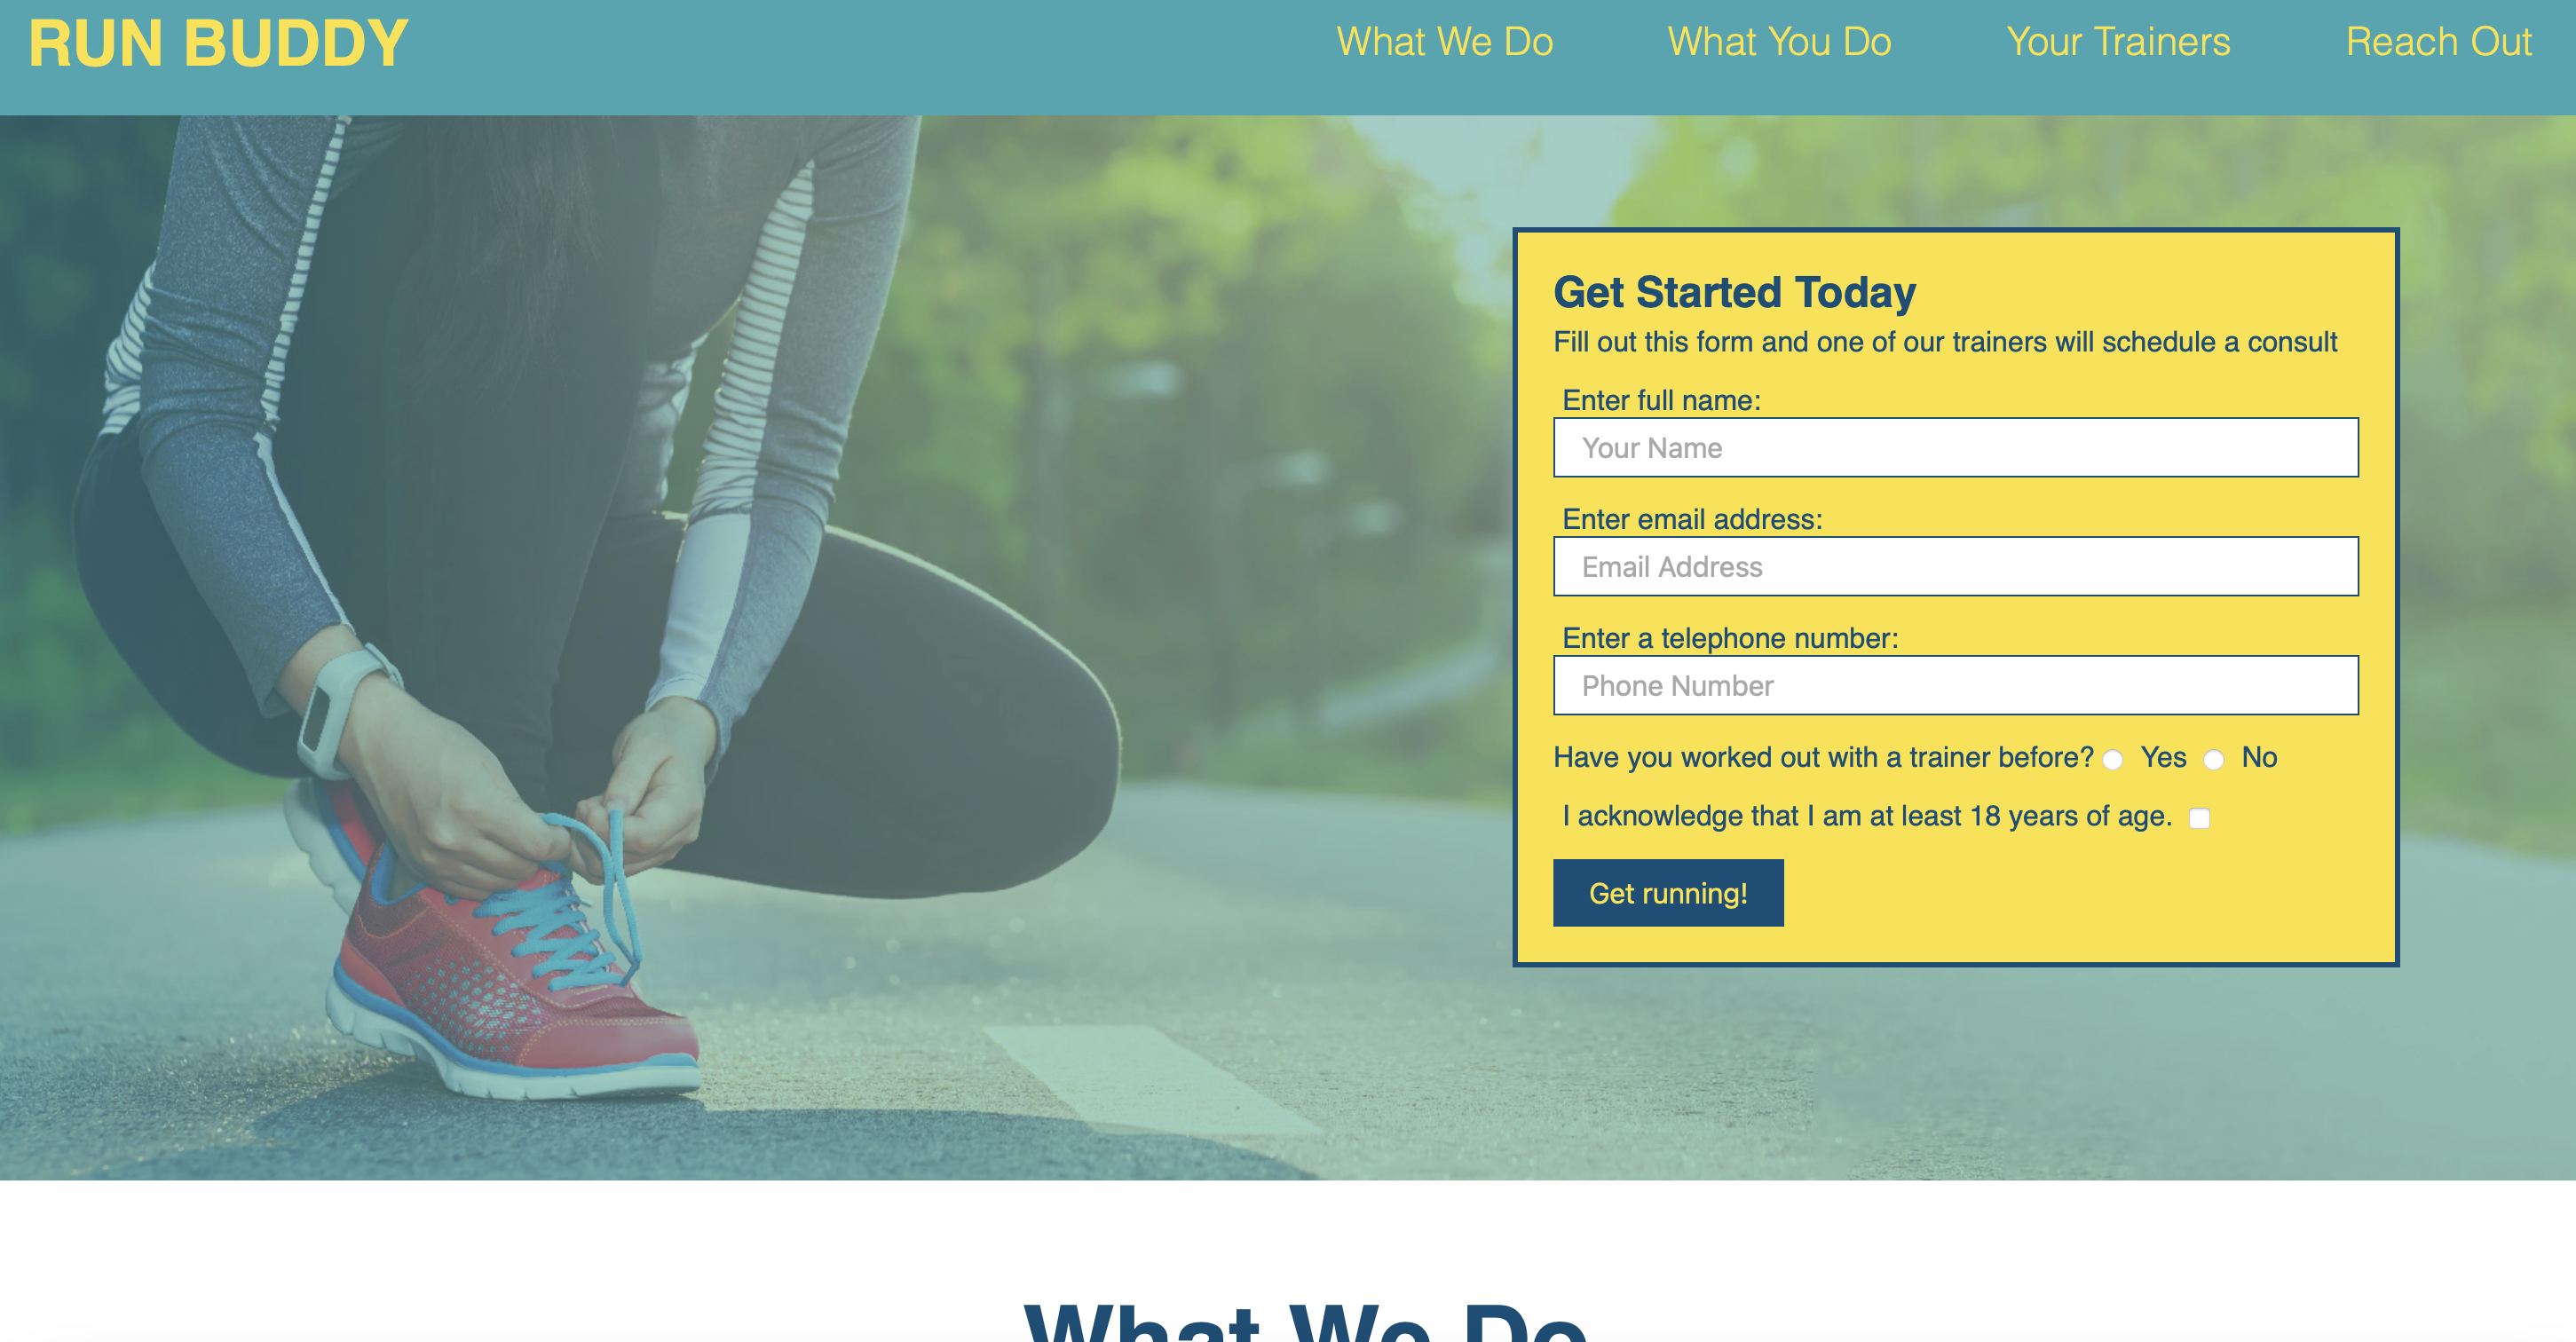 RUN BUDDY
What We Do
What You Do
Your Trainers
Reach Out
Get Started Today
Fill out this form and one of our trainers will schedule a consult
Enter full name:
Your Name
Enter email address:
Email Address
Enter a telephone number:
Phone Number
Have you worked out with a trainer before? Yes No
I acknowledge that I am at least 18 years of age.
Get running!
What We Do